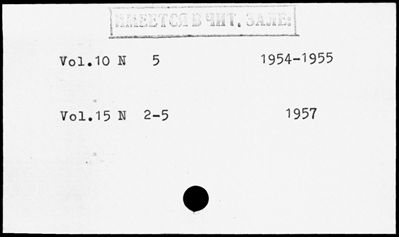 ИМЕЕТСЯ В ЧИТ. ЗАЛЕ:
Vol.10 N 5 1954-1955
Vol.15 N 2-5 1957